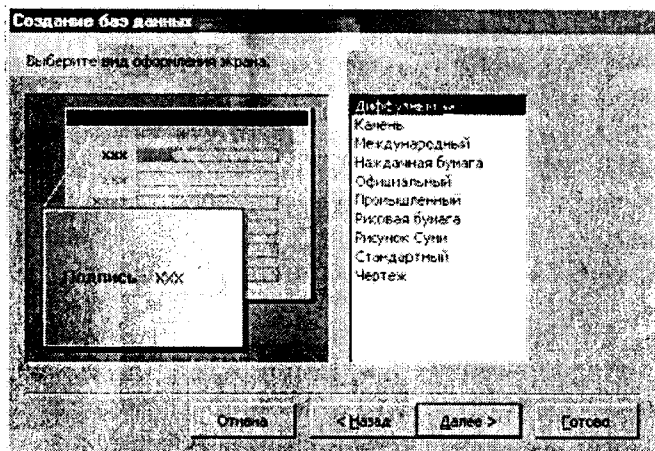 Создание баз данных
Выберите вид оформления экрана.
xxx
xxx
Подпись xxx
Диффузный
Камень
Международный
Наждачная бумага
Официальный
Промышленный
Рисовая бумага
Рисунок Суми
Стандартный
Чертеж
Отмена
< Назад
Далее >
Готово